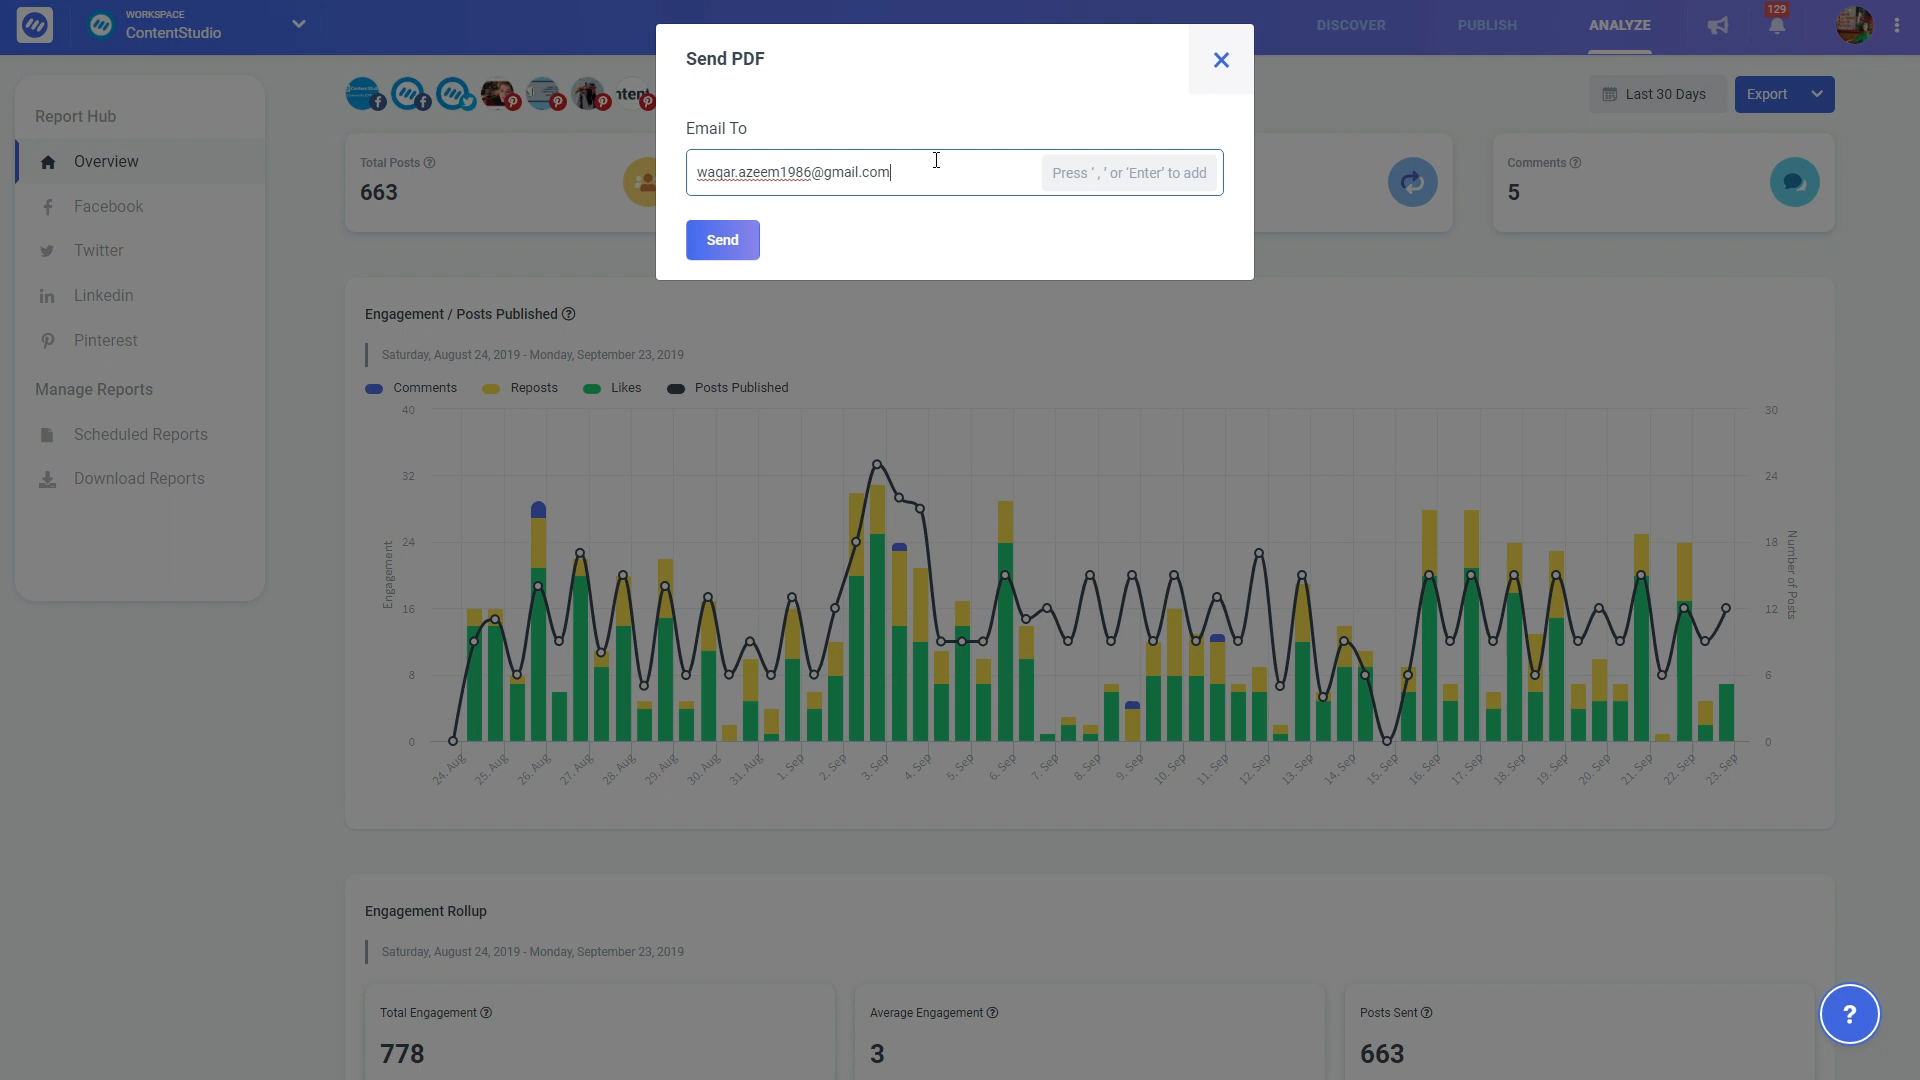 WORKSPACE
ContentStudio
DISCOVER
PUBLISH
ANALYZE
129
Send PDF
Email To
waqar.azeem1986@gmail.com
Press ' , ' or 'Enter' to add
Send
Report Hub
Overview
Facebook
Twitter
Linkedin
Pinterest
Manage Reports
Scheduled Reports
Download Reports
Last 30 Days
Export
Total Posts
663
Comments
5
Engagement / Posts Published
Saturday, August 24, 2019 - Monday, September 23, 2019
Comments Reposts Likes Posts Published
40
32
24
16
8
0
Engagement
30
24
18
12
6
0
Number of Posts
24. Aug 25. Aug 26. Aug 27. Aug 28. Aug 29. Aug 30. Aug 31. Aug 1. Sep 2. Sep 3. Sep 4. Sep 5. Sep 6. Sep 7. Sep 8. Sep 9. Sep 10. Sep 11. Sep 12. Sep 13. Sep 14. Sep 15. Sep 16. Sep 17. Sep 18. Sep 19. Sep 20. Sep 21. Sep 22. Sep 23. Sep
Engagement Rollup
Saturday, August 24, 2019 - Monday, September 23, 2019
Total Engagement
778
Average Engagement
3
Posts Sent
663
?